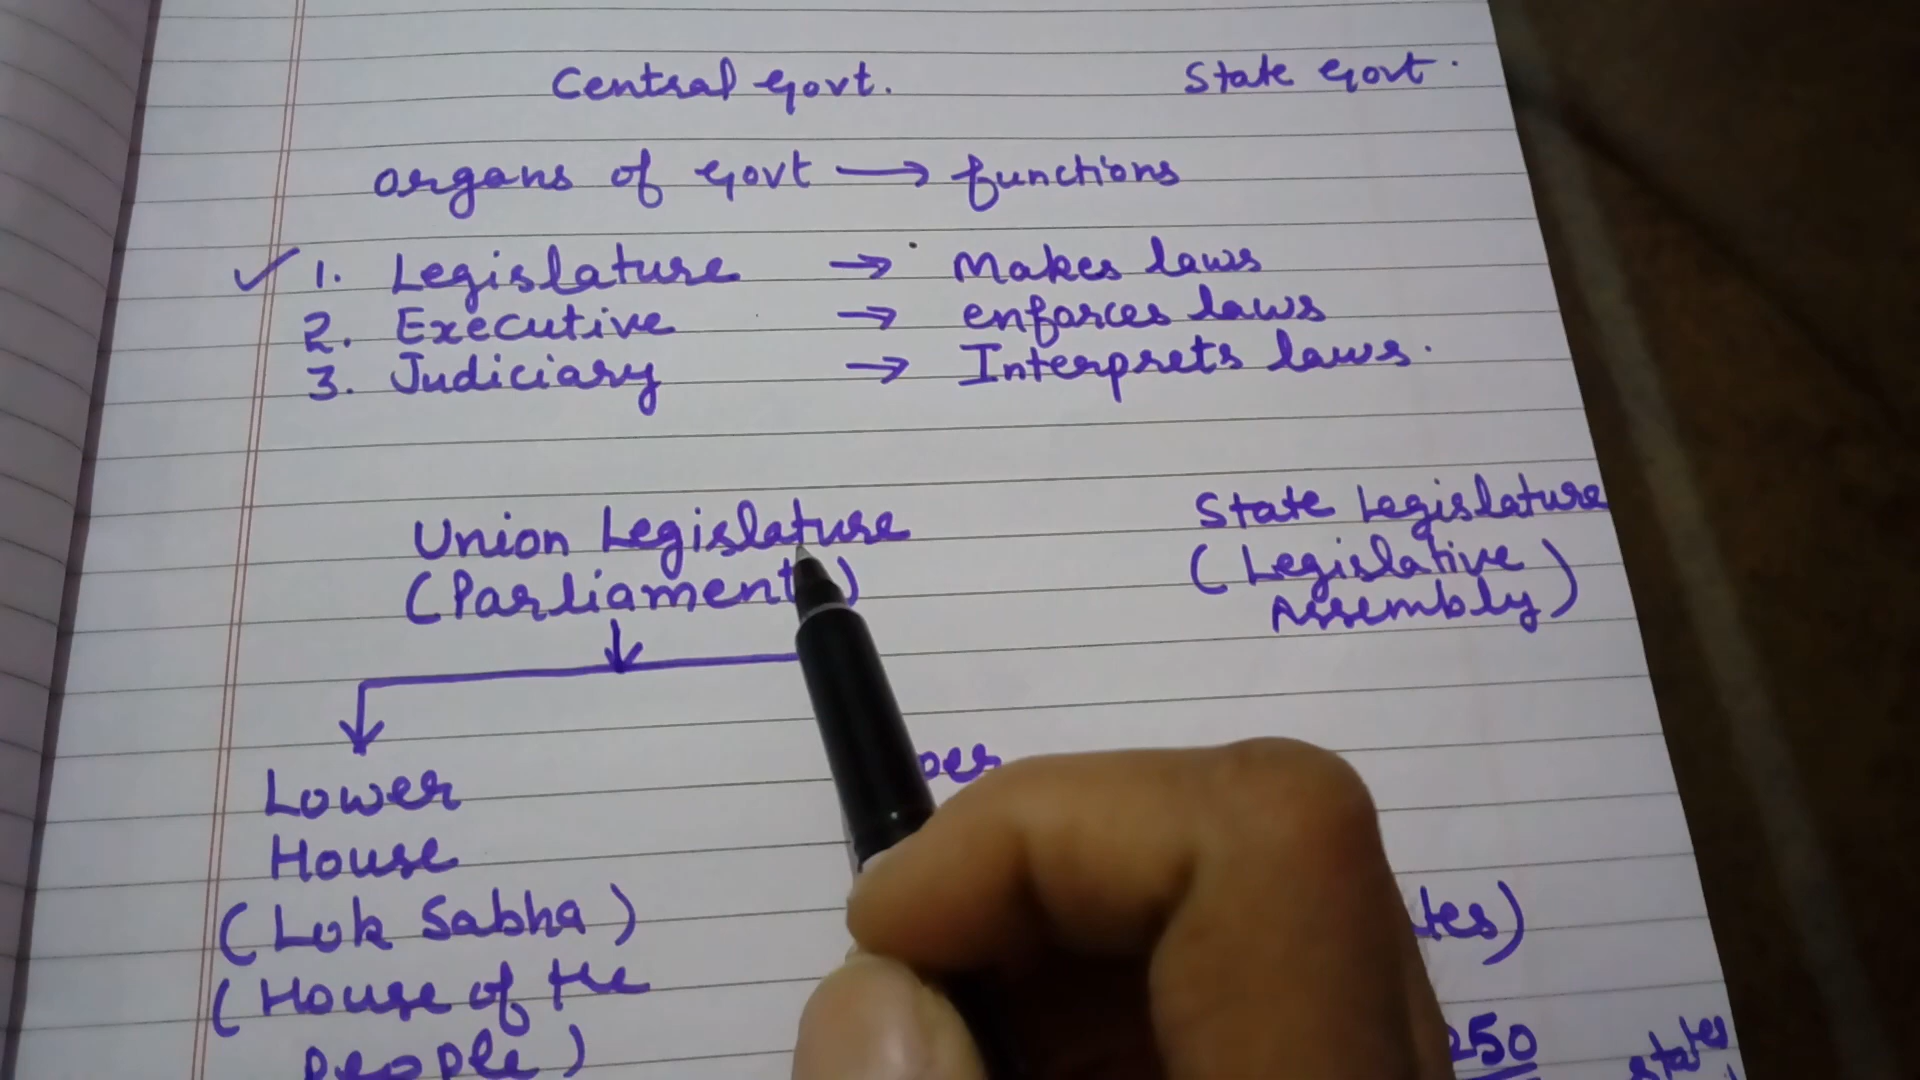 Central Govt. State Govt.
organs of Govt → functions
✓ 1. Legislature → Makes laws
2. Executive → enforces laws
3. Judiciary → Interprets laws.
Union Legislature State Legislature
(Parliament) (Legislative
Assembly)
Lower
House
(Lok Sabha)
(House of the
People)
250
states